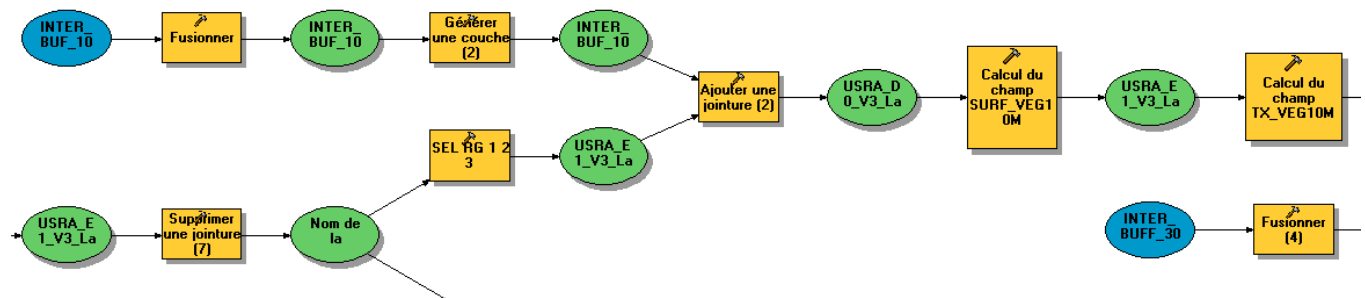 INTER_
BUF_10
Fusionner
INTER_
BUF_10
Générer
une couche
(2)
INTER_
BUF_10
Ajouter une
jointure (2)
USRA_D
0_V3_La
Calcul du
champ
SURF_VEG1
0M
USRA_E
1_V3_La
Calcul du
champ
TX_VEG10M
SEL RG 1 2
3
USRA_E
1_V3_La
USRA_E
1_V3_La
Supprimer
une jointure
(7)
Nom de
la
INTER_
BUFF_30
Fusionner
(4)